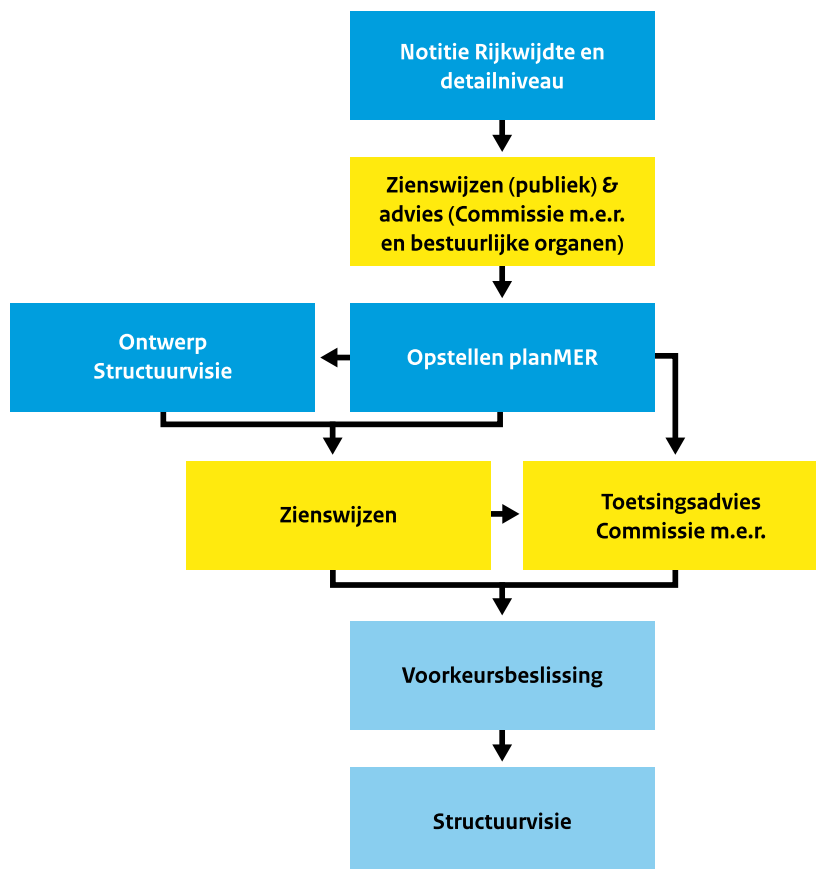 Notitie Rijkwijdte en
detailniveau
Zienswijzen (publiek) &
advies (Commissie m.e.r.
en bestuurlijke organen)
Ontwerp
Structuurvisie
Opstellen planMER
Zienswijzen
Toetsingsadvies
Commissie m.e.r.
Voorkeursbeslissing
Structuurvisie